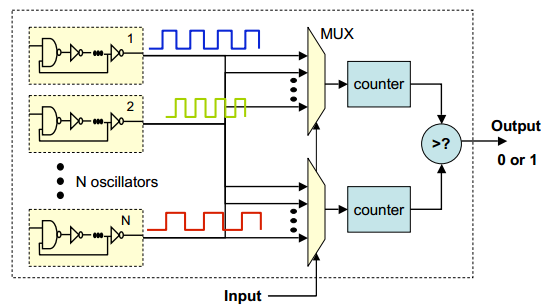 1
MUX
counter
2
>?
Output
0 or 1
N oscillators
N
counter
Input